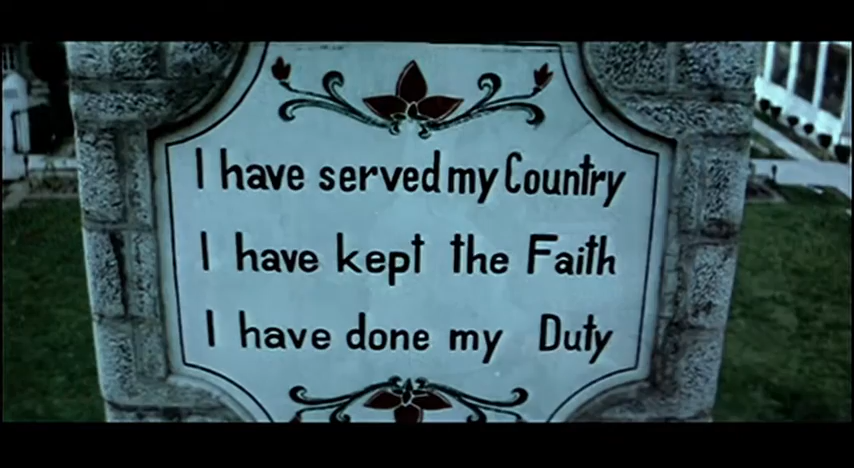 I have served my Country
I have kept the Faith
I have done my Duty